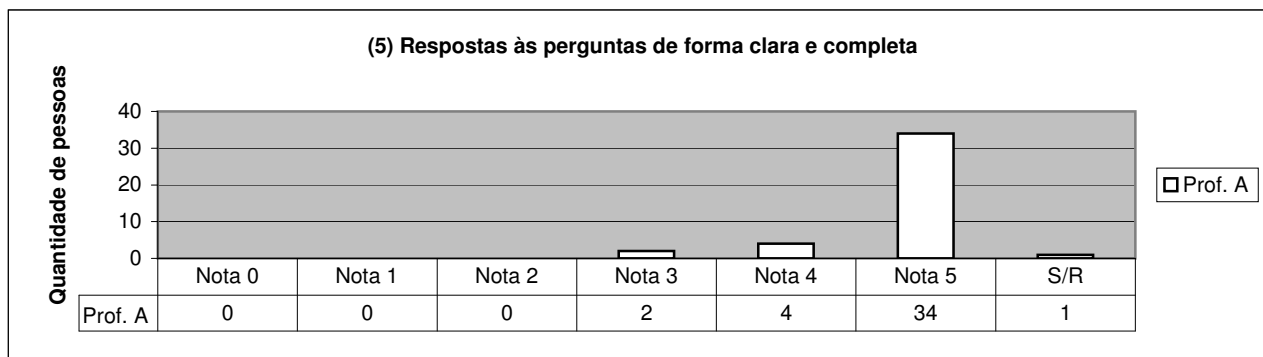 (5) Respostas às perguntas de forma clara e completa
Quantidade de pessoas
40
30
20
10
0
Nota 0 Nota 1 Nota 2 Nota 3 Nota 4 Nota 5 S/R
Prof. A 0 0 0 2 4 34 1
Prof. A